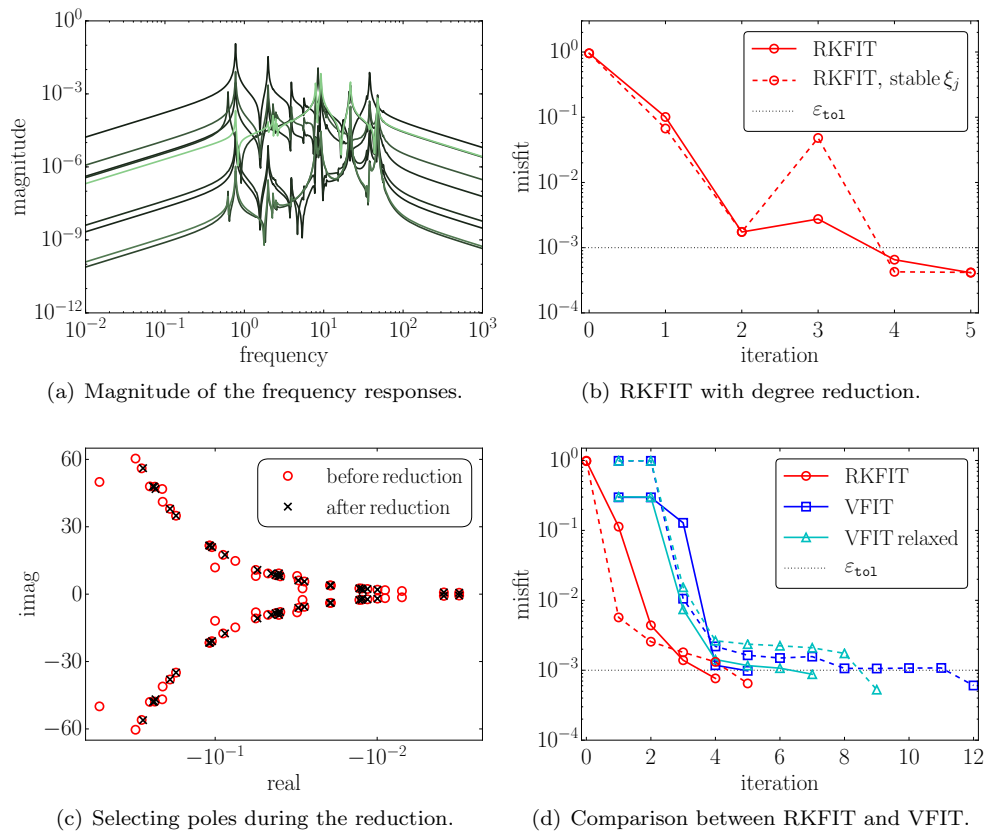 10^0
10^{-3}
10^{-6}
10^{-9}
10^{-12}
magnitude
10^{-2} 10^{-1} 10^0 10^1 10^2 10^3
frequency
(a) Magnitude of the frequency responses.
10^0
10^{-1}
10^{-2}
10^{-3}
10^{-4}
misfit
RKFIT
RKFIT, stable ξ_j
ε_tol
0 1 2 3 4 5
iteration
(b) RKFIT with degree reduction.
60
30
0
−30
−60
imag
before reduction
after reduction
−10^{-1} −10^{-2}
real
(c) Selecting poles during the reduction.
10^0
10^{-1}
10^{-2}
10^{-3}
10^{-4}
misfit
RKFIT
VFIT
VFIT relaxed
ε_tol
0 2 4 6 8 10 12
iteration
(d) Comparison between RKFIT and VFIT.